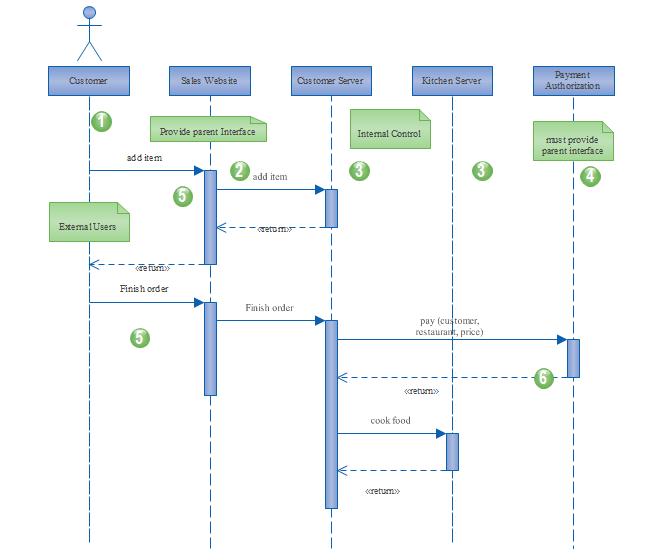 Customer
Sales Website
Customer Server
Kitchen Server
Payment
Authorization
1
Provide parent Interface
Internal Control
must provide
parent interface
add item
2
add item
3
3
4
5
External Users
«return»
«return»
Finish order
Finish order
pay (customer,
restaurant, price)
5
6
«return»
cook food
«return»